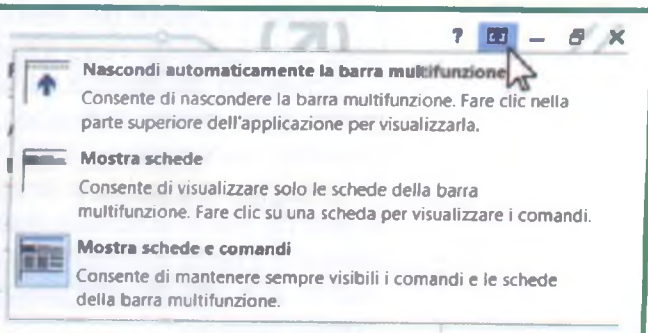 ?
Nascondi automaticamente la barra multifunzione
Consente di nascondere la barra multifunzione. Fare clic nella
parte superiore dell'applicazione per visualizzarla.
Mostra schede
Consente di visualizzare solo le schede della barra
multifunzione. Fare clic su una scheda per visualizzare i comandi.
Mostra schede e comandi
Consente di mantenere sempre visibili i comandi e le schede
della barra multifunzione.